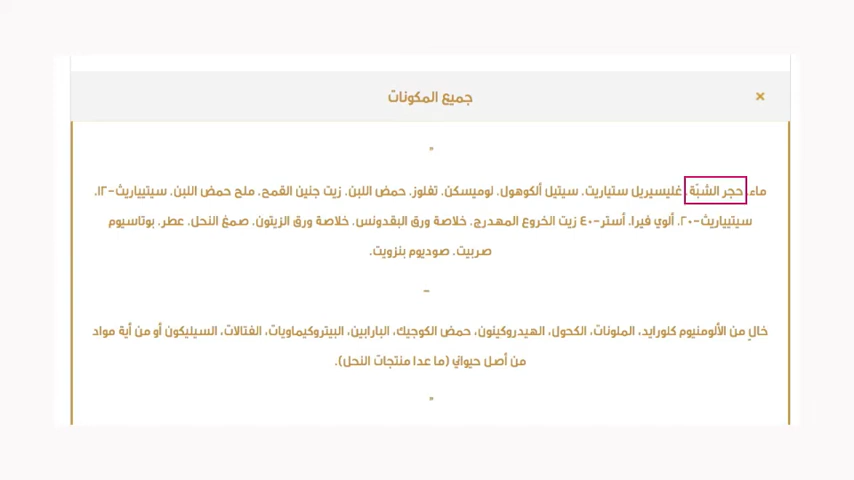 جميع المكونات ×
"
ماء، حجر الشبّة، غليسيريل ستياريت، سيتيل ألكوهول، لوميسكن، تفلوز، حمض اللبن، زيت جنين القمح، ملح حمض اللبن، سيتيياريث-١٢،
سيتيياريث-٢٠، ألوي فيرا، أستر-٤٠ زيت الخروع المهدرج، خلاصة ورق البقدونس، خلاصة ورق الزيتون، صمغ النحل، عطر، بوتاسيوم
صربيت، صوديوم بنزويت.
-
خالٍ من الألومنيوم كلورايد، الملونات، الكحول، الهيدروكينون، حمض الكوجيك، البارابين، البيتروكيماويات، الفتالات، السيليكون أو من أية مواد
من أصل حيواني (ما عدا منتجات النحل).
"